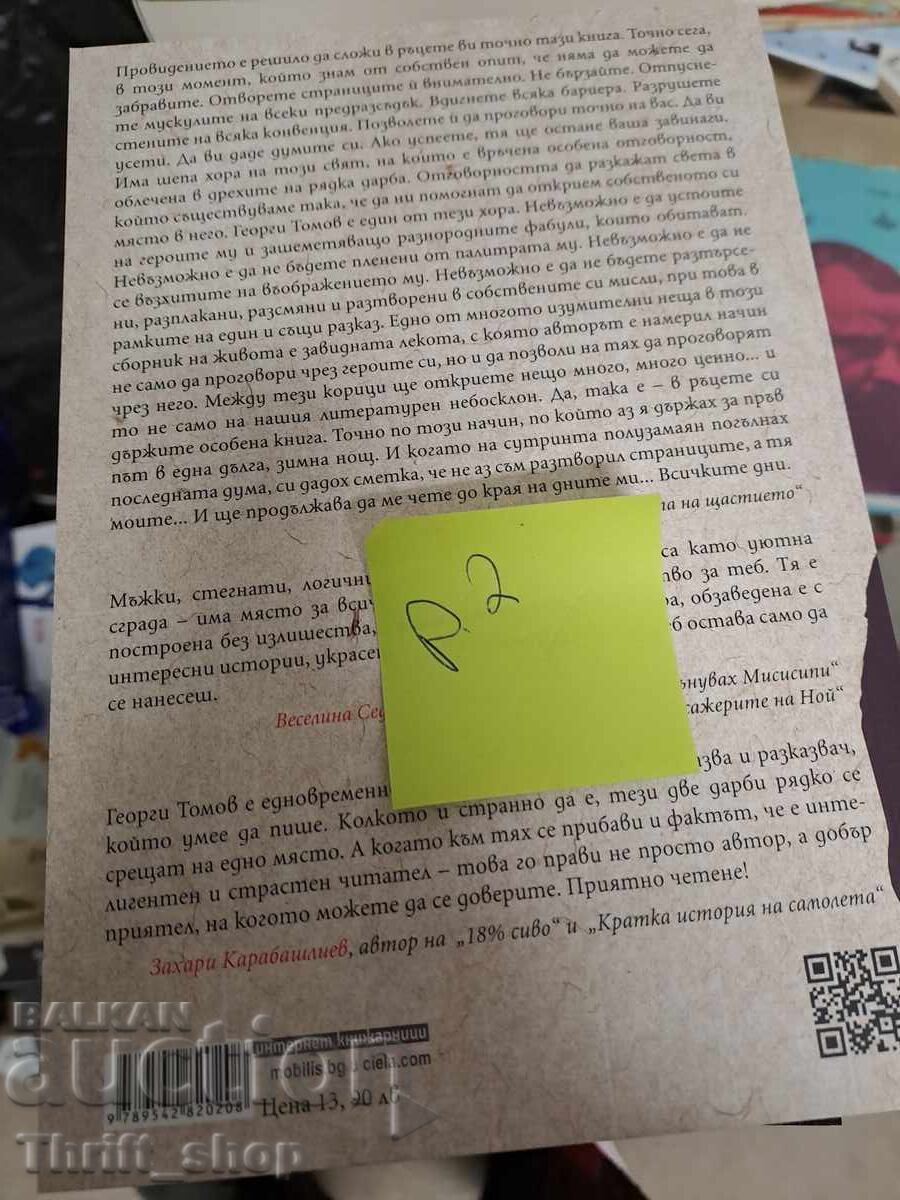 Провидението е решило да сложи в ръцете ви точно тази книга. Точно сега,
в този момент, който знам от собствен опит, че няма да можете да
забравите. Отворете страниците ѝ внимателно. Не бързайте. Отпусне-
те мускулите на всеки предразсъдък. Вдигнете всяка бариера. Разрушете
стените на всяка конвенция. Позволете ѝ да проговори точно на вас. Да ви
усети. Да ви даде думите си. Ако успеете, тя ще остане ваша завинаги.
Има шепа хора на този свят, на които е връчена особена отговорност,
облечена в дрехите на рядка дарба. Отговорността да разкажат света в
който съществуваме така, че да ни помогнат да открием собственото си
място в него. Георги Томов е един от тези хора. Невъзможно е да устоите
на героите му и зашеметяващо разнородните фабули, които обитават.
Невъзможно е да не бъдете пленени от палитрата му. Невъзможно е да не
се възхитите на въображението му. Невъзможно е да не бъдете разтърсе-
ни, разплакани, разсмяни и разтворени в собствените си мисли, при това в
рамките на един и същи разказ. Едно от многото изумителни неща в този
сборник на живота е завидната лекота, с която авторът е намерил начин
не само да проговори чрез героите си, но и да позволи на тях да проговорят
чрез него. Между тези корици ще откриете нещо много, много ценно... и
то не само на нашия литературен небосклон. Да, така е – в ръцете си
държите особена книга. Точно по този начин, по който аз я държах за пръв
път в една дълга, зимна нощ. И когато на сутринта полузамаян погълнах
последната дума, си дадох сметка, че не аз съм разтворил страниците, а тя
моите... И ще продължава да ме чете до края на дните ми... Всичките дни.
на щастието“
Мъжки, стегнати, са като уютна
сграда – има място за за теб. Тя е
построена без излишества, обзаведена е с
интересни истории, остава само да
се нанесеш.
Веселина Мисисипи“
на Ной“
Георги Томов е и разказвач,
който умее да пише. Колкото и странно да е, тези две дарби рядко се
срещат на едно място. А когато към тях се прибави и фактът, че е инте-
лигентен и страстен читател – това го прави не просто автор, а добър
приятел, на когото можете да се доверите. Приятно четене!
Захари Карабашлиев, автор на „18% сиво“ и „Кратка история на самолета“
P. 2
интернет книжарници
mobilis.bg ciela.com
9 789542 820208
Цена 13, 90 лв
BALKAN
auction
Thrift_shop